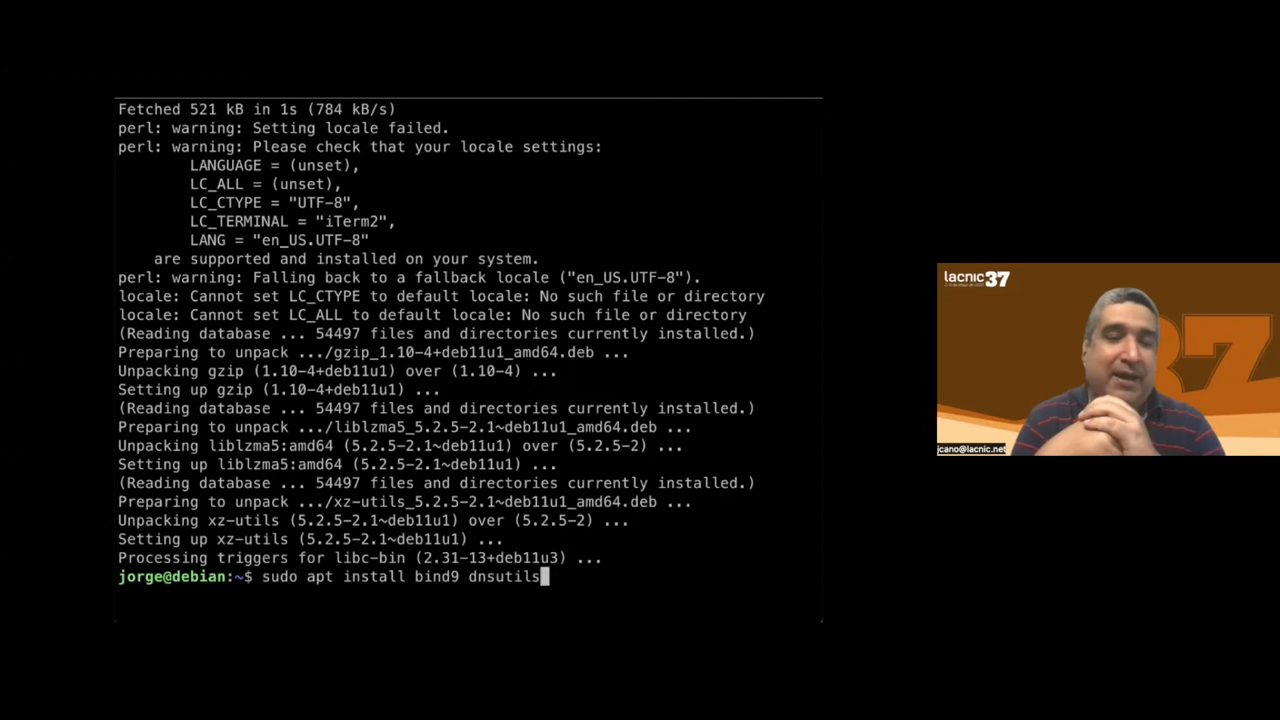 Fetched 521 kB in 1s (784 kB/s)
perl: warning: Setting locale failed.
perl: warning: Please check that your locale settings:
LANGUAGE = (unset),
LC_ALL = (unset),
LC_CTYPE = "UTF-8",
LC_TERMINAL = "iTerm2",
LANG = "en_US.UTF-8"
are supported and installed on your system.
perl: warning: Falling back to a fallback locale ("en_US.UTF-8").
locale: Cannot set LC_CTYPE to default locale: No such file or directory
locale: Cannot set LC_ALL to default locale: No such file or directory
(Reading database ... 54497 files and directories currently installed.)
Preparing to unpack .../gzip_1.10-4+deb11u1_amd64.deb ...
Unpacking gzip (1.10-4+deb11u1) over (1.10-4) ...
Setting up gzip (1.10-4+deb11u1) ...
(Reading database ... 54497 files and directories currently installed.)
Preparing to unpack .../liblzma5_5.2.5-2.1~deb11u1_amd64.deb ...
Unpacking liblzma5:amd64 (5.2.5-2.1~deb11u1) over (5.2.5-2) ...
Setting up liblzma5:amd64 (5.2.5-2.1~deb11u1) ...
(Reading database ... 54497 files and directories currently installed.)
Preparing to unpack .../xz-utils_5.2.5-2.1~deb11u1_amd64.deb ...
Unpacking xz-utils (5.2.5-2.1~deb11u1) over (5.2.5-2) ...
Setting up xz-utils (5.2.5-2.1~deb11u1) ...
Processing triggers for libc-bin (2.31-13+deb11u3) ...
jorge@debian:~$ sudo apt install bind9 dnsutils
lacnic 37
37
jcano@lacnic.net